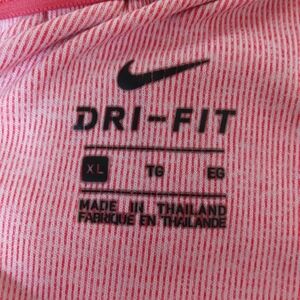 DRI-FIT
XL TG EG
MADE IN THAILAND
FABRIQUE EN THAILANDE